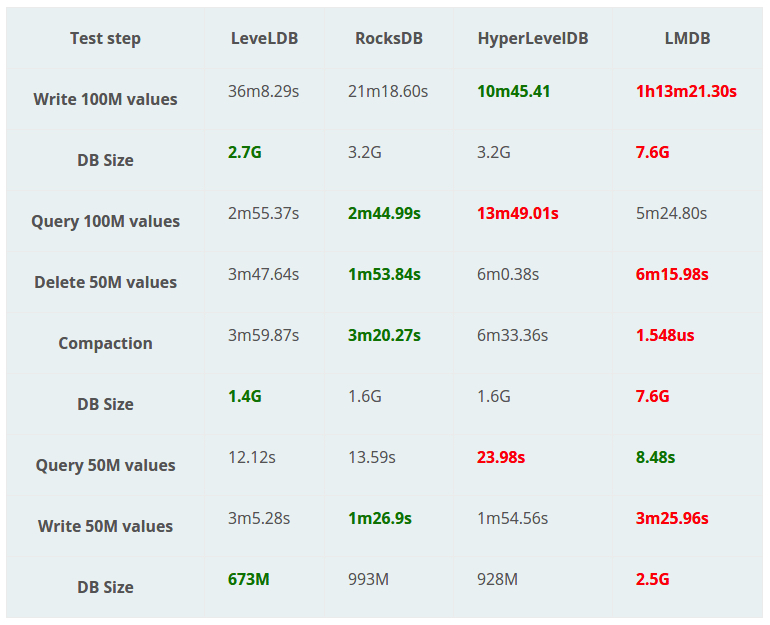 Test step LeveLDB RocksDB HyperLevelDB LMDB
Write 100M values 36m8.29s 21m18.60s 10m45.41 1h13m21.30s
DB Size 2.7G 3.2G 3.2G 7.6G
Query 100M values 2m55.37s 2m44.99s 13m49.01s 5m24.80s
Delete 50M values 3m47.64s 1m53.84s 6m0.38s 6m15.98s
Compaction 3m59.87s 3m20.27s 6m33.36s 1.548us
DB Size 1.4G 1.6G 1.6G 7.6G
Query 50M values 12.12s 13.59s 23.98s 8.48s
Write 50M values 3m5.28s 1m26.9s 1m54.56s 3m25.96s
DB Size 673M 993M 928M 2.5G